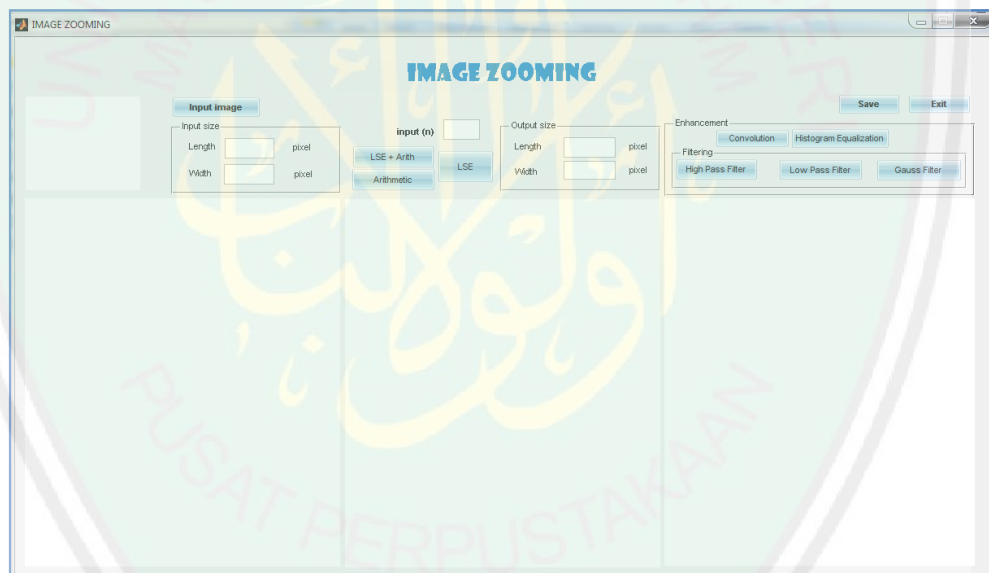 IMAGE ZOOMING
IMAGE ZOOMING
Input image
Save Exit
Input size
Length pixel
Width pixel
input (n)
LSE + Arith
Arithmetic
LSE
Output size
Length pixel
Width pixel
Enhancement
Convolution Histogram Equalization
Filtering
High Pass Filter Low Pass Filter Gauss Filter
PUSAT PERPUSTAKAAN